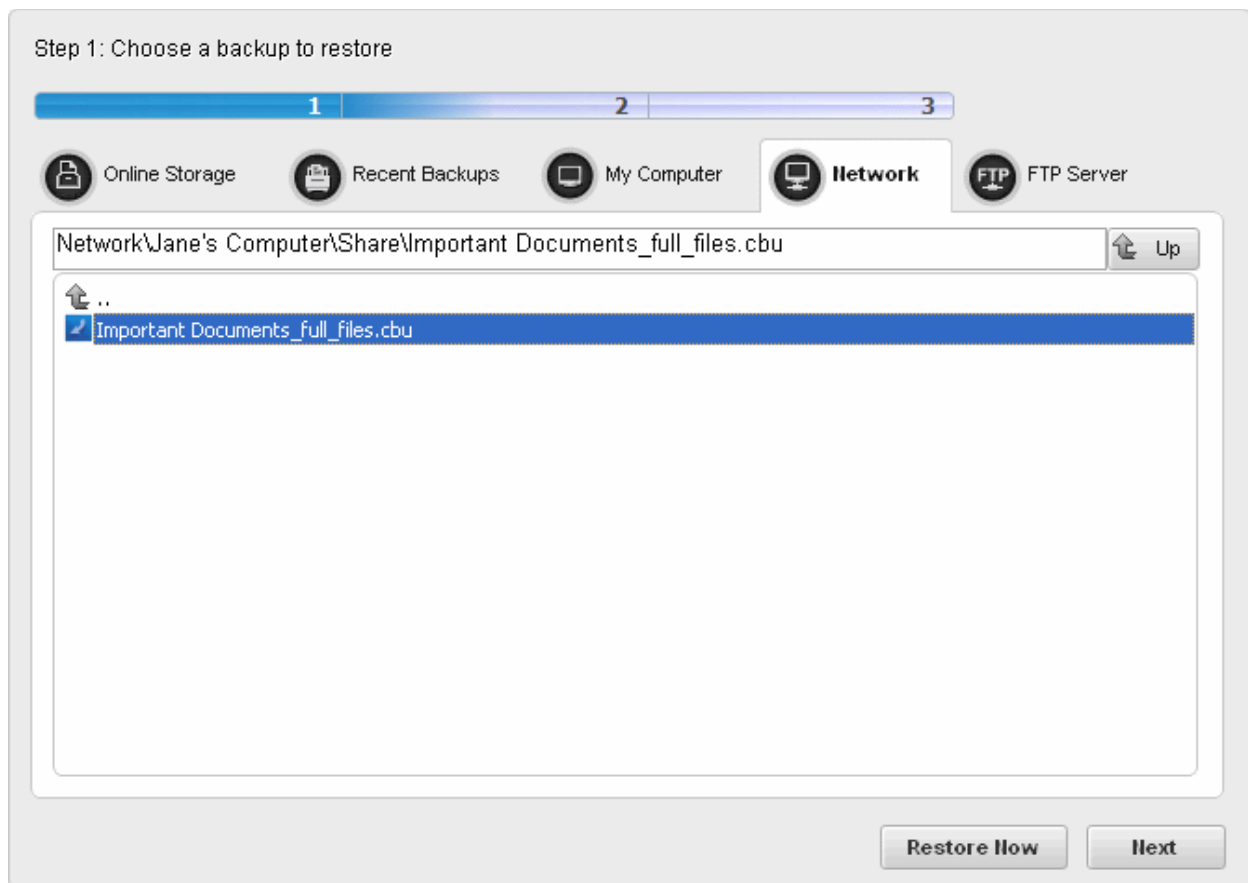 Step 1: Choose a backup to restore
1 2 3
Online Storage Recent Backups My Computer Network FTP FTP Server
Network\Jane's Computer\Share\Important Documents_full_files.cbu Up
..
Important Documents_full_files.cbu
Restore Now Next